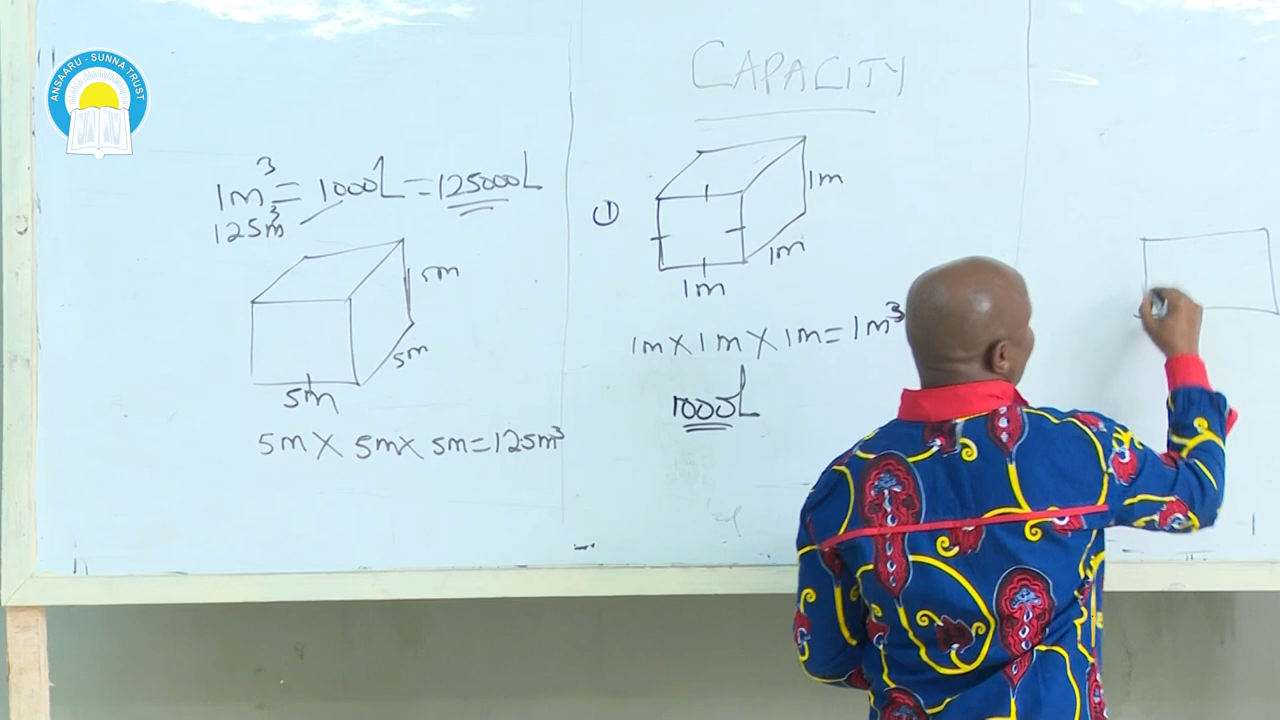 ANSAARU - SUNNA TRUST
CAPACITY
1m³ = 1000L = 125000L
125m³
5m
5m
5m
5m X 5m X 5m = 125m³
①
1m
1m
1m
1m X 1m X 1m = 1m³
1000L